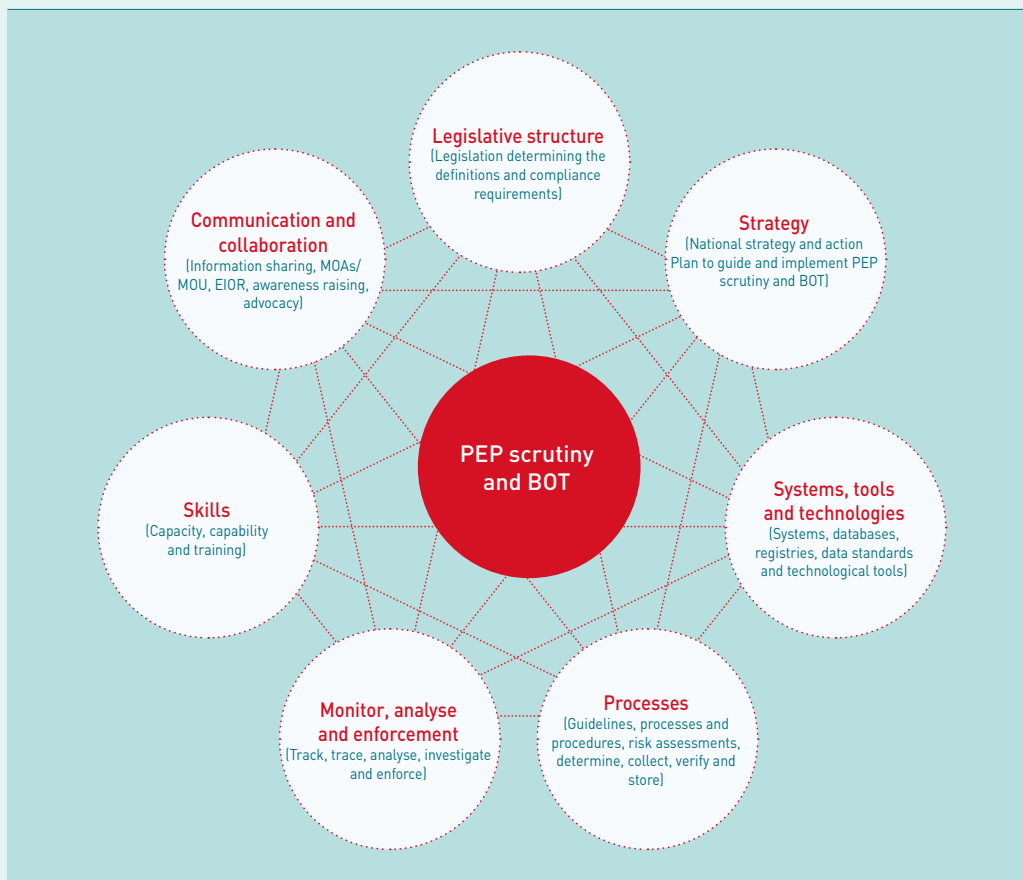 Legislative structure
(Legislation determining the
definitions and compliance
requirements)
Strategy
(National strategy and action
Plan to guide and implement PEP
scrutiny and BOT)
Systems, tools
and technologies
(Systems, databases,
registries, data standards
and technological tools)
Processes
(Guidelines, processes and
procedures, risk assessments,
determine, collect, verify and
store)
Monitor, analyse
and enforcement
(Track, trace, analyse, investigate
and enforce)
Skills
(Capacity, capability
and training)
Communication and
collaboration
(Information sharing, MOAs/
MOU, EIOR, awareness raising,
advocacy)
PEP scrutiny
and BOT